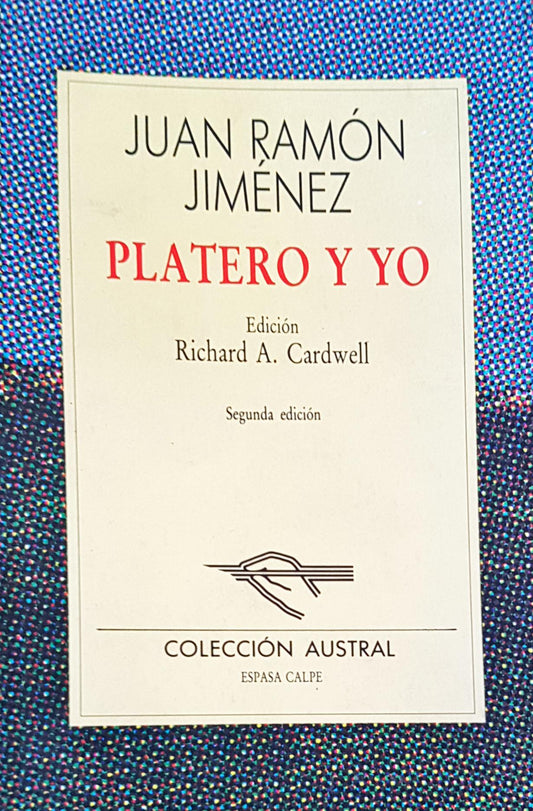 JUAN RAMÓN
JIMÉNEZ
PLATERO Y YO
Edición
Richard A. Cardwell
Segunda edición
COLECCIÓN AUSTRAL
ESPASA CALPE